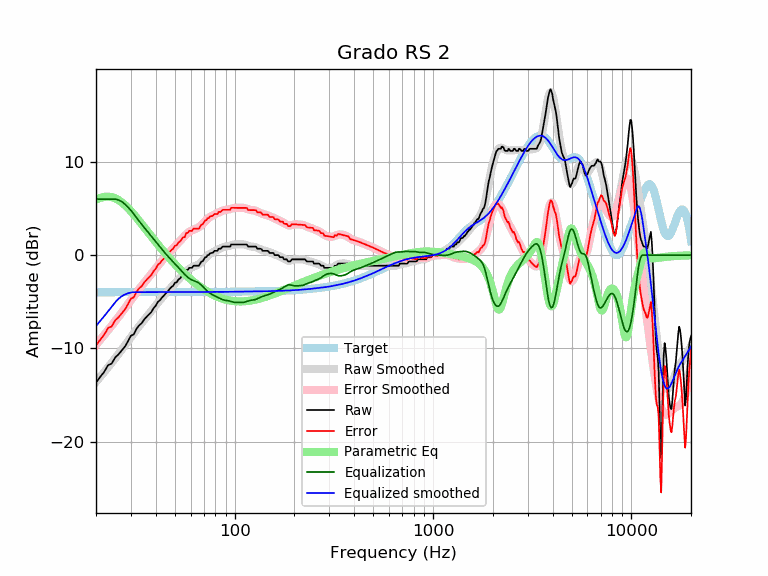 Grado RS 2
Amplitude (dBr)
10
0
−10
−20
Target
Raw Smoothed
Error Smoothed
Raw
Error
Parametric Eq
Equalization
Equalized smoothed
100
1000
10000
Frequency (Hz)